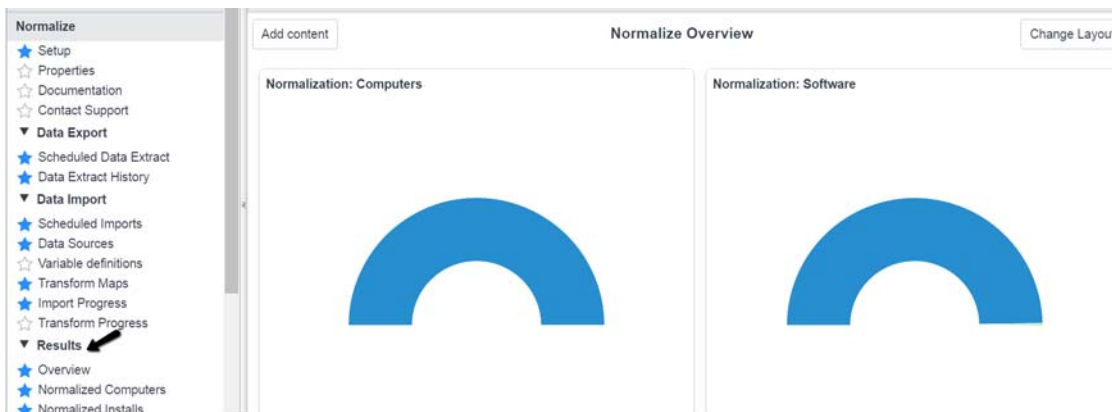 Normalize
Setup
Properties
Documentation
Contact Support
Data Export
Scheduled Data Extract
Data Extract History
Data Import
Scheduled Imports
Data Sources
Variable definitions
Transform Maps
Import Progress
Transform Progress
Results
Overview
Normalized Computers
Normalized Installs
Add content
Normalize Overview
Change Layou
Normalization: Computers
Normalization: Software